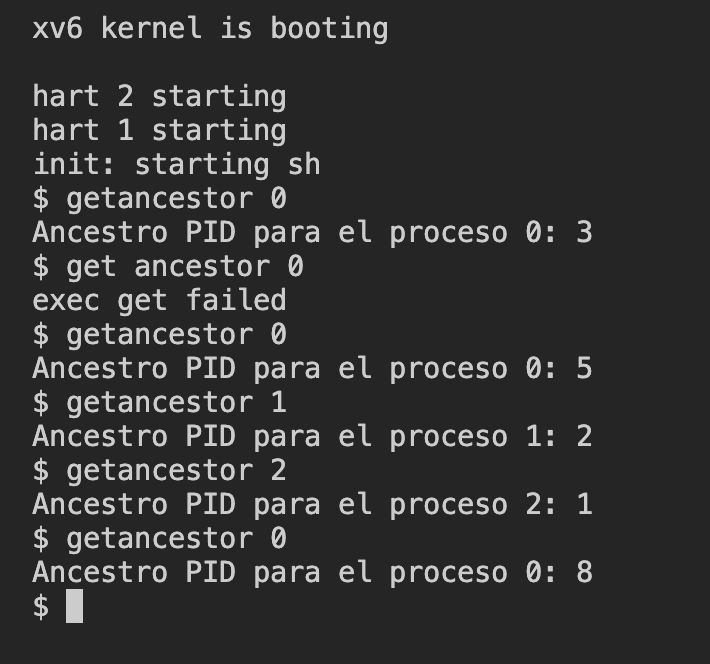 xv6 kernel is booting
hart 2 starting
hart 1 starting
init: starting sh
$ getancestor 0
Ancestro PID para el proceso 0: 3
$ get ancestor 0
exec get failed
$ getancestor 0
Ancestro PID para el proceso 0: 5
$ getancestor 1
Ancestro PID para el proceso 1: 2
$ getancestor 2
Ancestro PID para el proceso 2: 1
$ getancestor 0
Ancestro PID para el proceso 0: 8
$